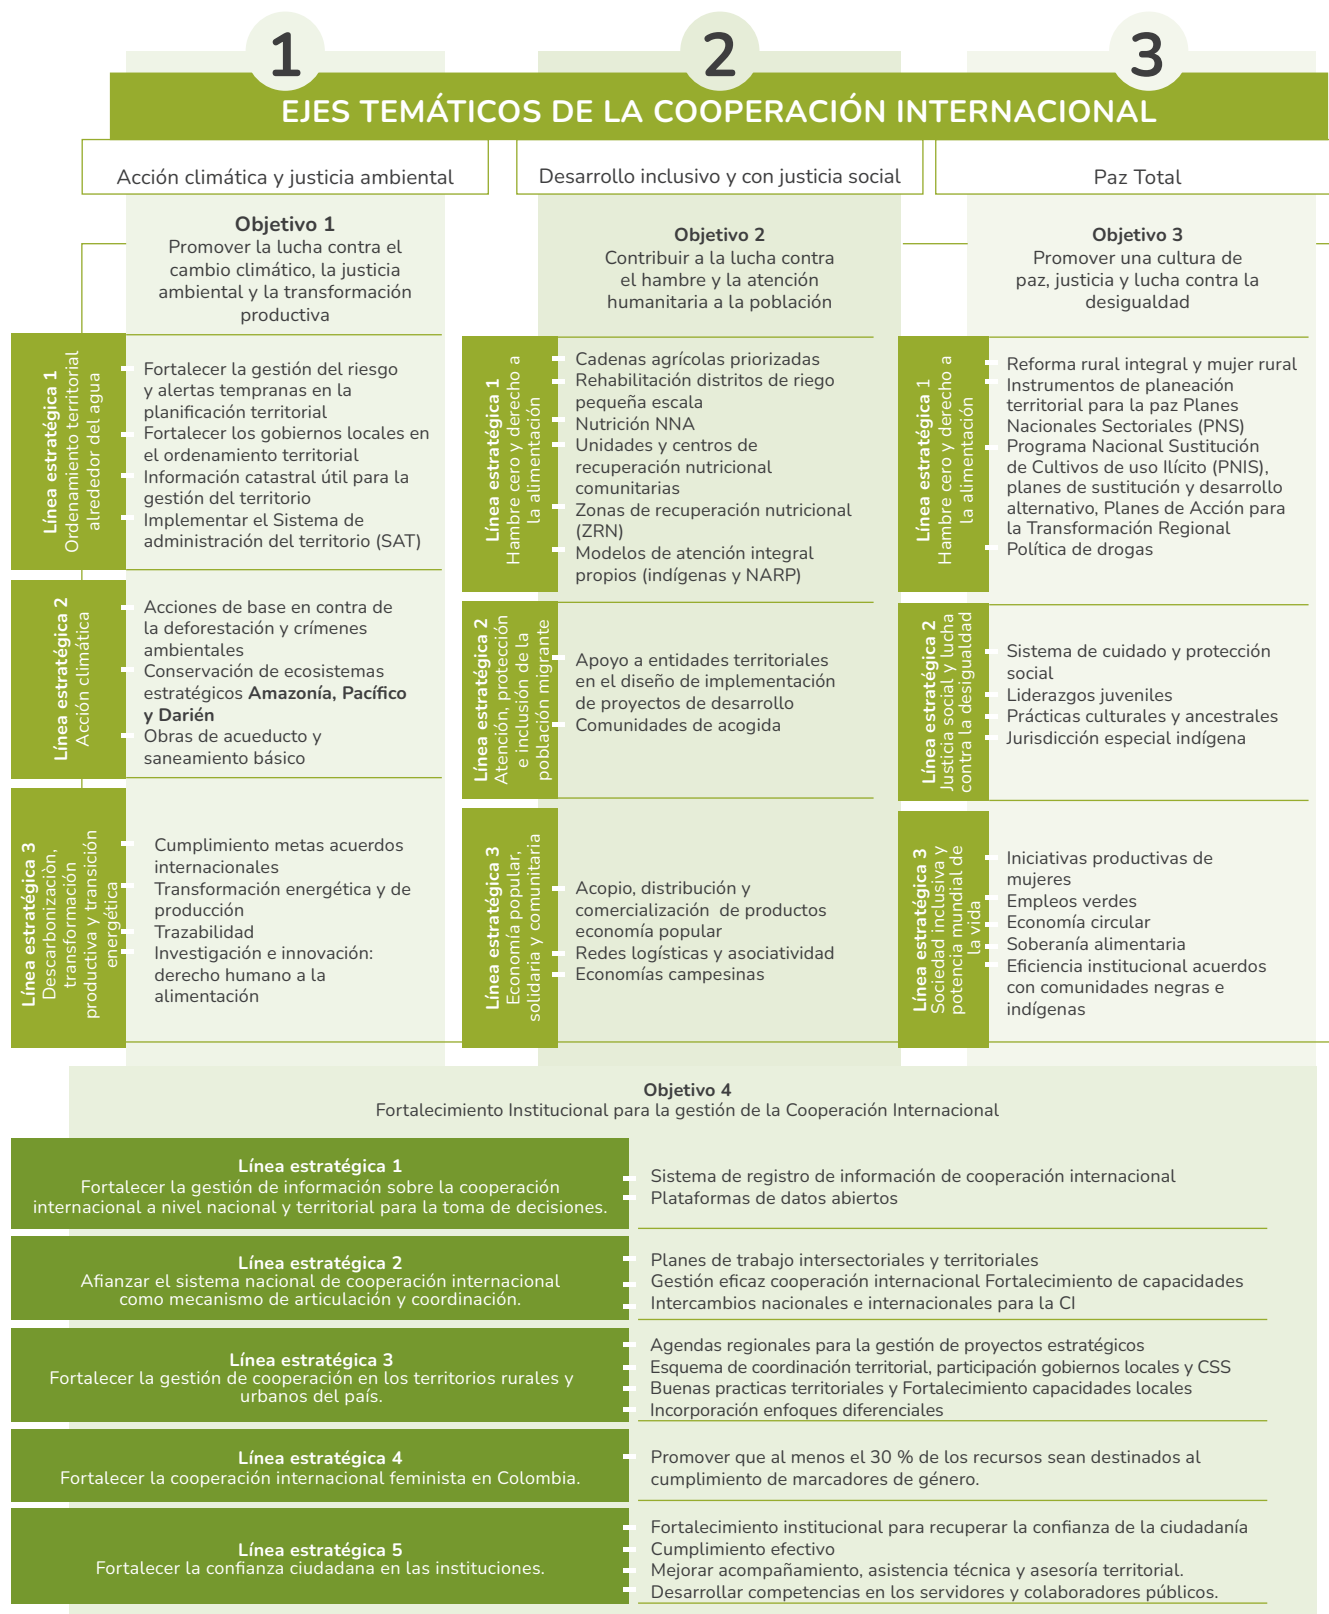 1
2
3
EJES TEMÁTICOS DE LA COOPERACIÓN INTERNACIONAL
Acción climática y justicia ambiental
Desarrollo inclusivo y con justicia social
Paz Total
Objetivo 1
Promover la lucha contra el
cambio climático, la justicia
ambiental y la transformación
productiva
Línea estratégica 1
Ordenamiento territorial
alrededor del agua
Fortalecer la gestión del riesgo
y alertas tempranas en la
planificación territorial
Fortalecer los gobiernos locales en
el ordenamiento territorial
Información catastral útil para la
gestión del territorio
Implementar el Sistema de
administración del territorio (SAT)
Línea estratégica 2
Acción climática
Acciones de base en contra de
la deforestación y crímenes
ambientales
Conservación de ecosistemas
estratégicos Amazonía, Pacífico
y Darién
Obras de acueducto y
saneamiento básico
Línea estratégica 3
Descarbonizaciòn,
transformación
productiva y transición
energética
Cumplimiento metas acuerdos
internacionales
Transformación energética y de
producción
Trazabilidad
Investigación e innovación:
derecho humano a la
alimentación
Objetivo 2
Contribuir a la lucha contra
el hambre y la atención
humanitaria a la población
Línea estratégica 1
Hambre cero y derecho a
la alimentación
Cadenas agrícolas priorizadas
Rehabilitación distritos de riego
pequeña escala
Nutrición NNA
Unidades y centros de
recuperación nutricional
comunitarias
Zonas de recuperación nutricional
(ZRN)
Modelos de atención integral
propios (indígenas y NARP)
Línea estratégica 2
Atención, protección
e inclusión de la
población migrante
Apoyo a entidades territoriales
en el diseño de implementación
de proyectos de desarrollo
Comunidades de acogida
Línea estratégica 3
Economía popular,
solidaria y comunitaria
Acopio, distribución y
comercialización de productos
economía popular
Redes logísticas y asociatividad
Economías campesinas
Objetivo 3
Promover una cultura de
paz, justicia y lucha contra la
desigualdad
Línea estratégica 1
Hambre cero y derecho a
la alimentación
Reforma rural integral y mujer rural
Instrumentos de planeación
territorial para la paz Planes
Nacionales Sectoriales (PNS)
Programa Nacional Sustitución
de Cultivos de uso Ilícito (PNIS),
planes de sustitución y desarrollo
alternativo, Planes de Acción para
la Transformación Regional
Política de drogas
Línea estratégica 2
Justicia social y lucha
contra la desigualdad
Sistema de cuidado y protección
social
Liderazgos juveniles
Prácticas culturales y ancestrales
Jurisdicción especial indígena
Línea estratégica 3
Sociedad inclusiva y
potencia mundial de
la vida
Iniciativas productivas de
mujeres
Empleos verdes
Economía circular
Soberanía alimentaria
Eficiencia institucional acuerdos
con comunidades negras e
indígenas
Objetivo 4
Fortalecimiento Institucional para la gestión de la Cooperación Internacional
Línea estratégica 1
Fortalecer la gestión de información sobre la cooperación
internacional a nivel nacional y territorial para la toma de decisiones.
Sistema de registro de información de cooperación internacional
Plataformas de datos abiertos
Línea estratégica 2
Afianzar el sistema nacional de cooperación internacional
como mecanismo de articulación y coordinación.
Planes de trabajo intersectoriales y territoriales
Gestión eficaz cooperación internacional Fortalecimiento de capacidades
Intercambios nacionales e internacionales para la CI
Línea estratégica 3
Fortalecer la gestión de cooperación en los territorios rurales y
urbanos del país.
Agendas regionales para la gestión de proyectos estratégicos
Esquema de coordinación territorial, participación gobiernos locales y CSS
Buenas practicas territoriales y Fortalecimiento capacidades locales
Incorporación enfoques diferenciales
Línea estratégica 4
Fortalecer la cooperación internacional feminista en Colombia.
Promover que al menos el 30 % de los recursos sean destinados al
cumplimiento de marcadores de género.
Línea estratégica 5
Fortalecer la confianza ciudadana en las instituciones.
Fortalecimiento institucional para recuperar la confianza de la ciudadanía
Cumplimiento efectivo
Mejorar acompañamiento, asistencia técnica y asesoría territorial.
Desarrollar competencias en los servidores y colaboradores públicos.